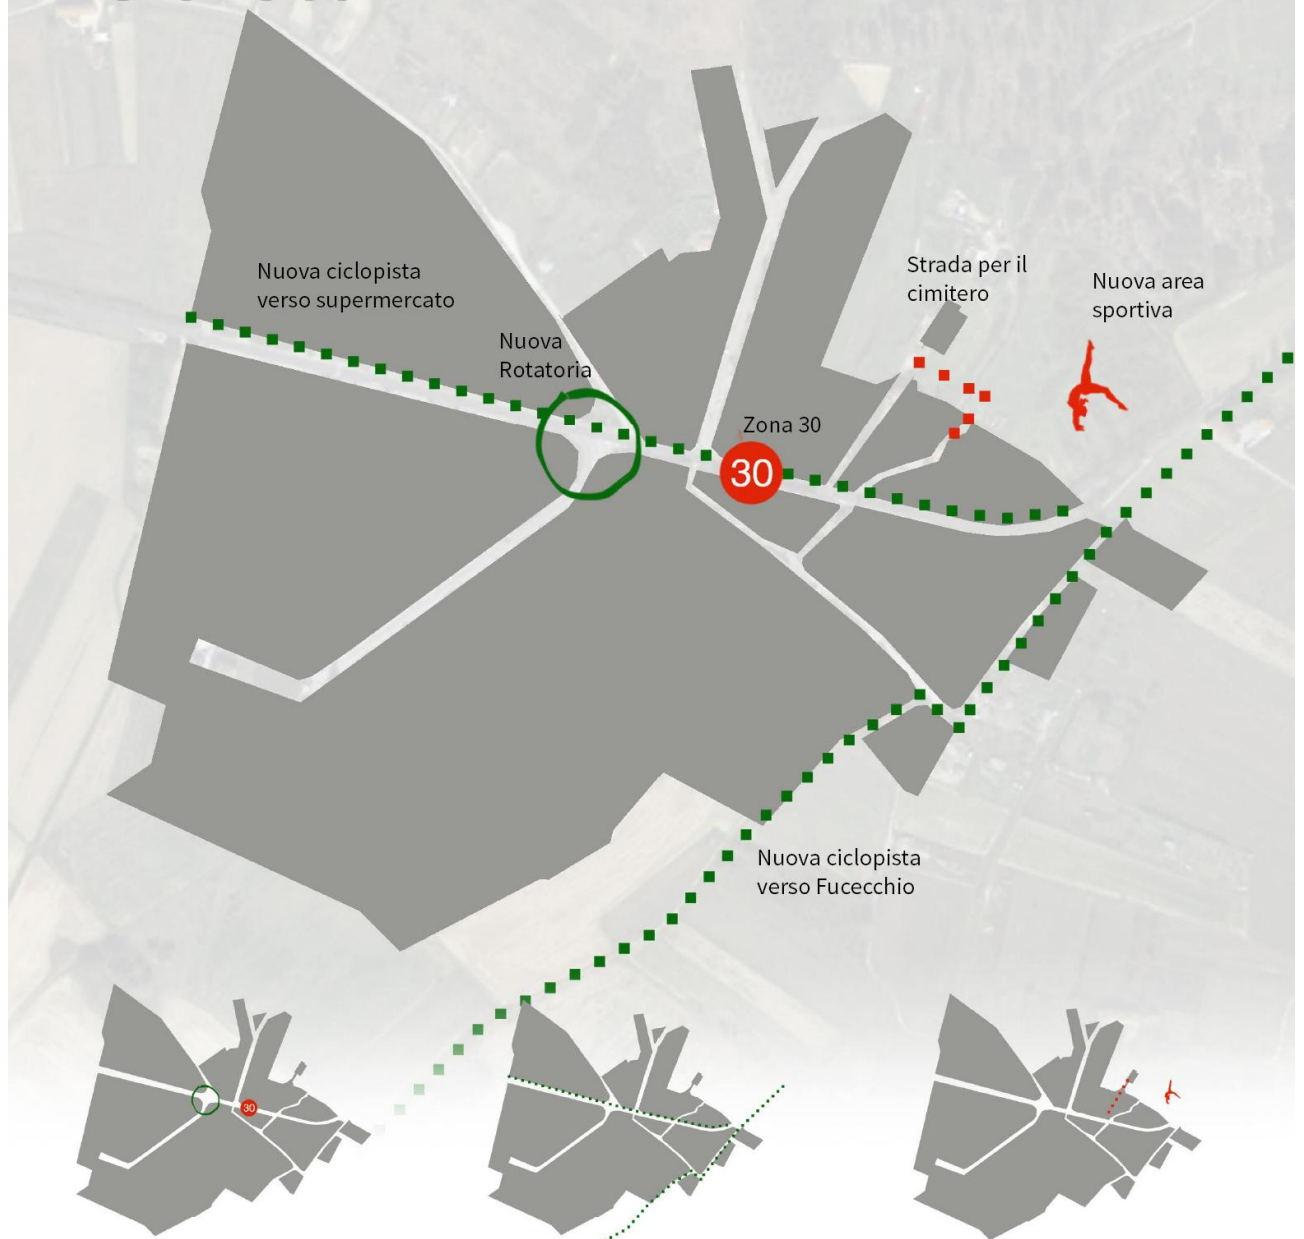 Nuova ciclopista
verso supermercato
Nuova
Rotatoria
Strada per il
cimitero
Nuova area
sportiva
Zona 30
30
Nuova ciclopista
verso Fucecchio
30